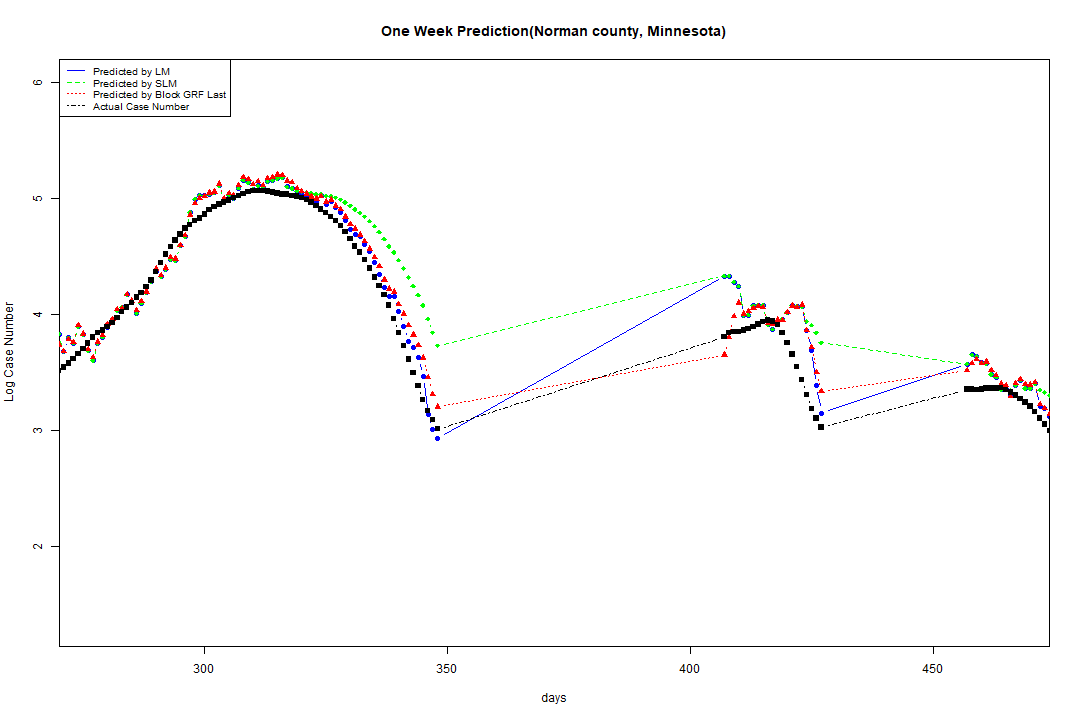 One Week Prediction(Norman county, Minnesota)
Predicted by LM
Predicted by SLM
Predicted by Block GRF Last
Actual Case Number
6
5
4
3
2
Log Case Number
300
350
400
450
days